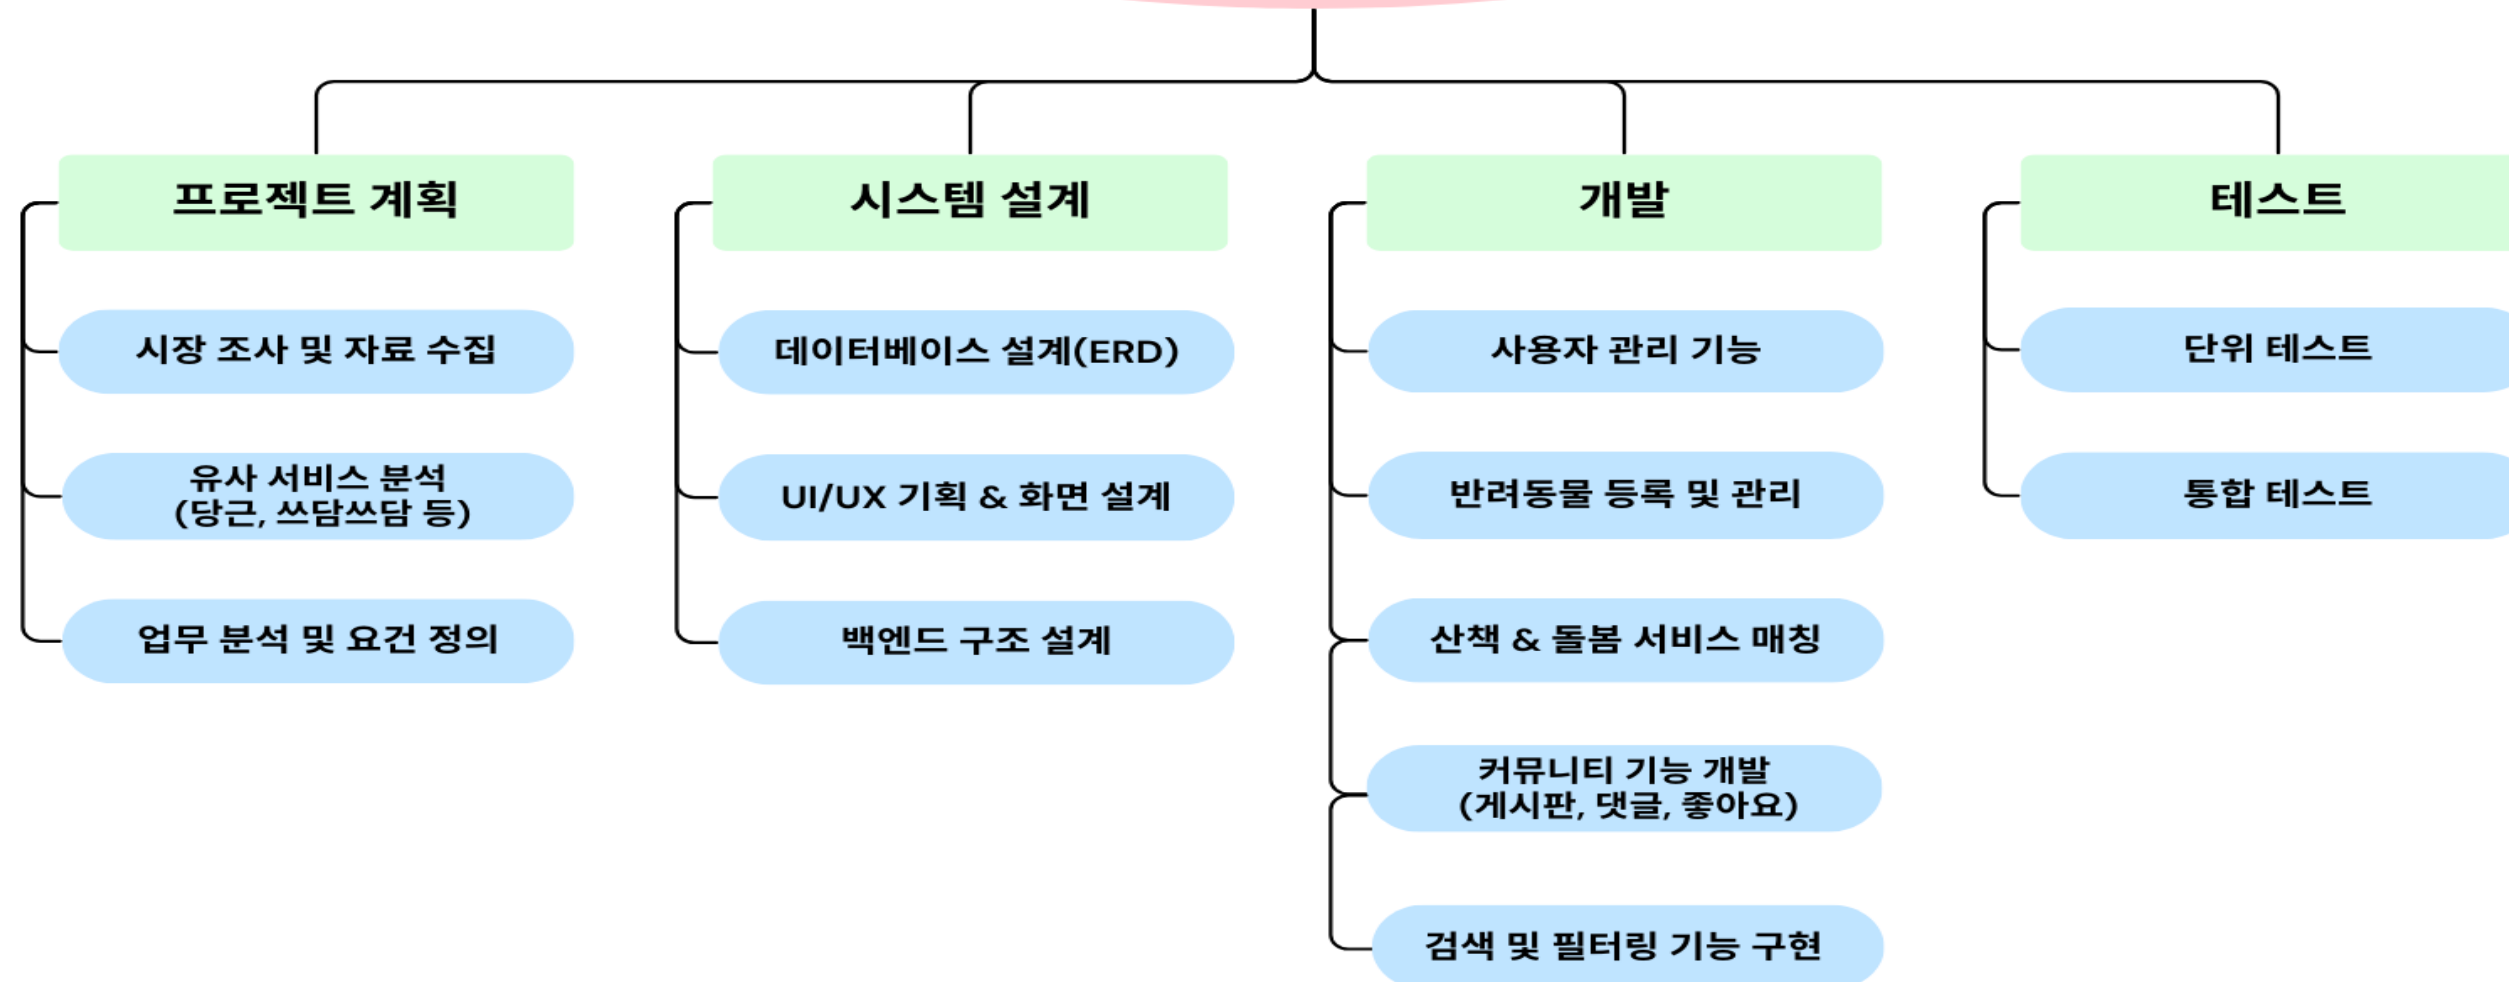 프로젝트 계획
시장 조사 및 자료 수집
유사 서비스 분석
(당근, 쓰담쓰담 등)
업무 분석 및 요건 정의
시스템 설계
데이터베이스 설계(ERD)
UI/UX 기획 & 화면 설계
백엔드 구조 설계
개발
사용자 관리 기능
반려동물 등록 및 관리
산책 & 돌봄 서비스 매칭
커뮤니티 기능 개발
(게시판, 댓글, 좋아요)
검색 및 필터링 기능 구현
테스트
단위 테스트
통합 테스트